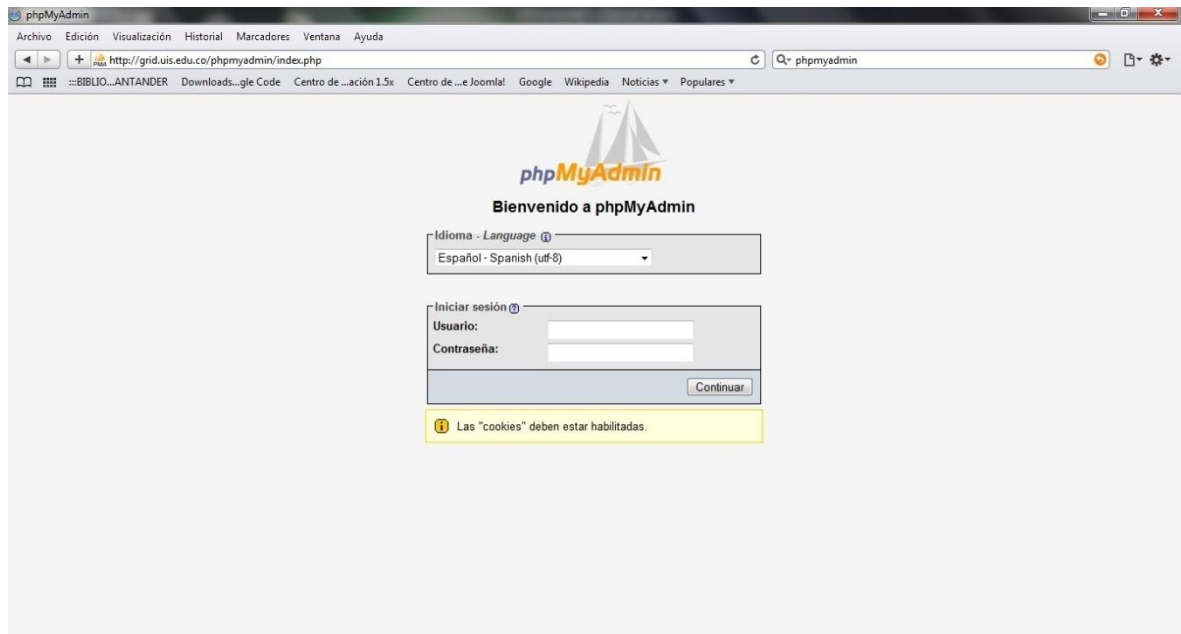 phpMyAdmin
Archivo Edición Visualización Historial Marcadores Ventana Ayuda
http://grid.uis.edu.co/phpmyadmin/index.php
phpmyadmin
:::BIBLIO...ANTANDER Downloads...gle Code Centro de ...ación 1.5x Centro de ...e Joomla! Google Wikipedia Noticias Populares
phpMyAdmin
Bienvenido a phpMyAdmin
Idioma - Language
Español - Spanish (utf-8)
Iniciar sesión
Usuario:
Contraseña:
Continuar
Las "cookies" deben estar habilitadas.